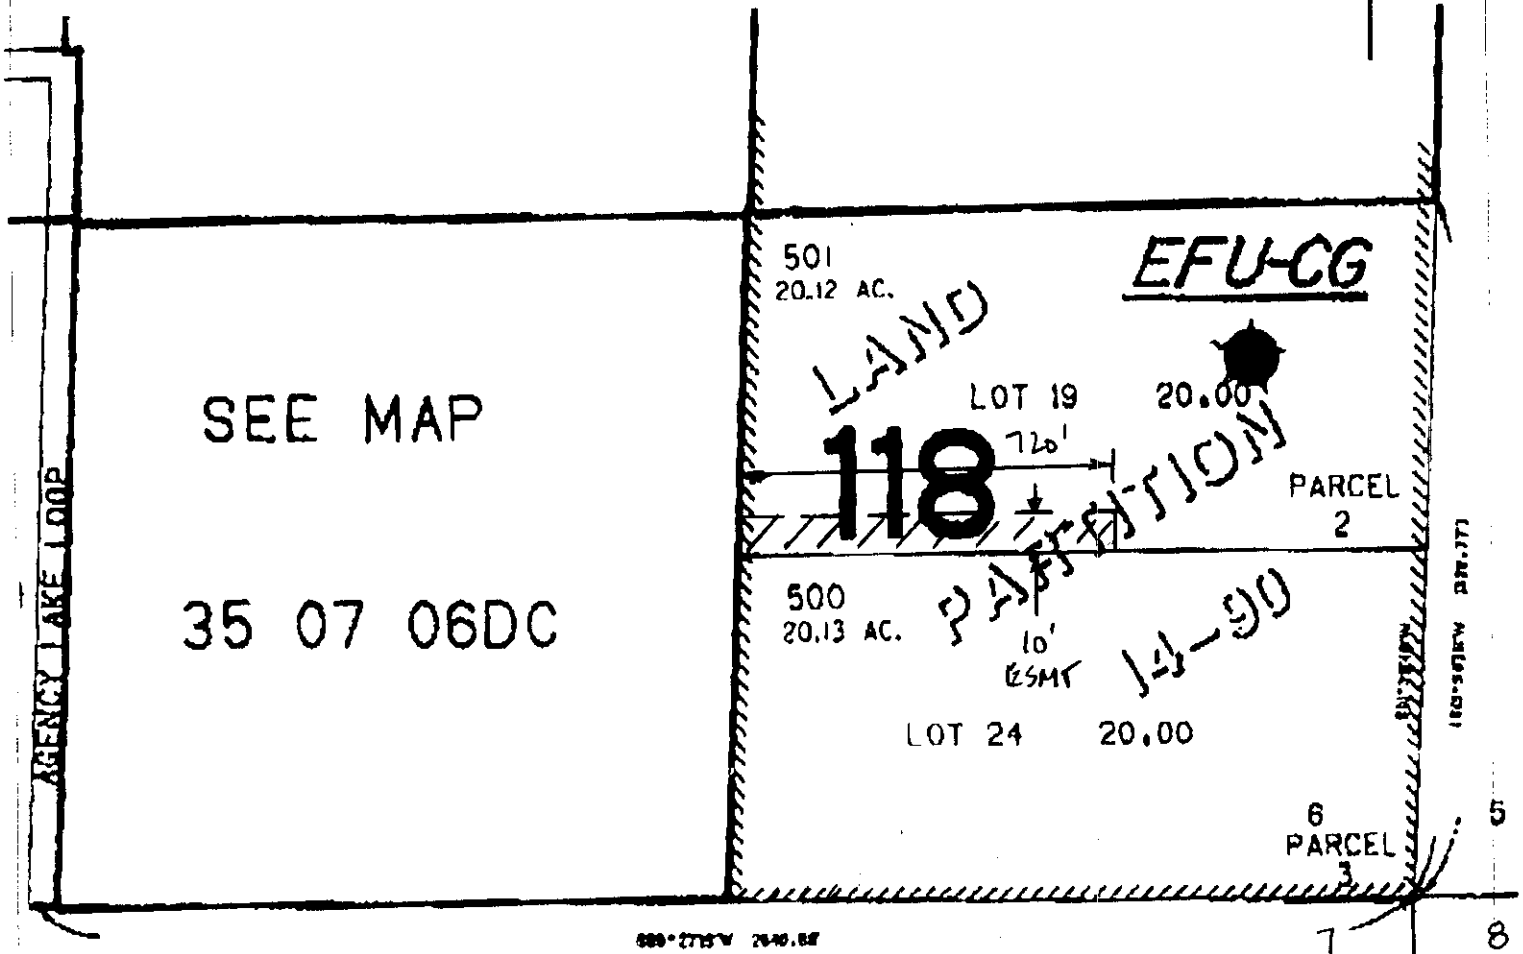 501
20.12 AC.
EFU-CG
LAND
LOT 19 20.00
720'
118
PARTITION
PARCEL
2
SEE MAP
35 07 06DC
AGENCY LAKE LOOP
500
20.13 AC.
10'
ESMT
14-90
LOT 24 20.00
6
PARCEL
3
5
7
8